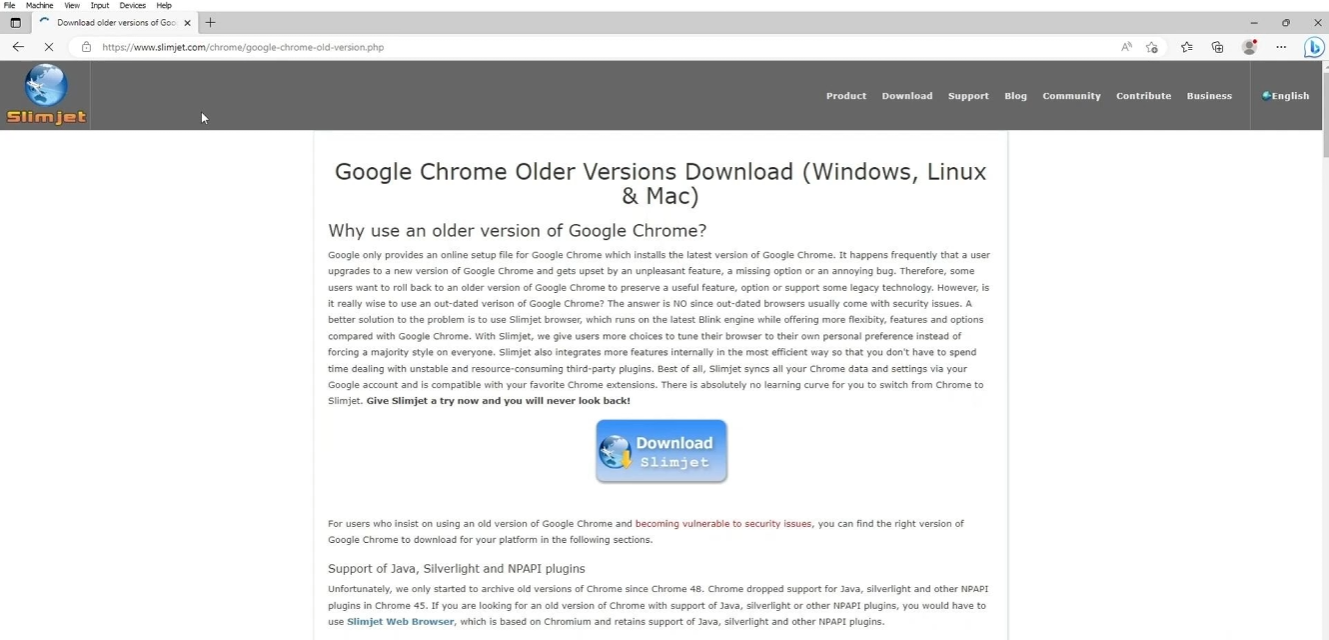 File Machine View Input Devices Help
Download older versions of Goo
https://www.slimjet.com/chrome/google-chrome-old-version.php
Slimjet
Product Download Support Blog Community Contribute Business English
Google Chrome Older Versions Download (Windows, Linux
& Mac)
Why use an older version of Google Chrome?
Google only provides an online setup file for Google Chrome which installs the latest version of Google Chrome. It happens frequently that a user
upgrades to a new version of Google Chrome and gets upset by an unpleasant feature, a missing option or an annoying bug. Therefore, some
users want to roll back to an older version of Google Chrome to preserve a useful feature, option or support some legacy technology. However, is
it really wise to use an out-dated verison of Google Chrome? The answer is NO since out-dated browsers usually come with security issues. A
better solution to the problem is to use Slimjet browser, which runs on the latest Blink engine while offering more flexibity, features and options
compared with Google Chrome. With Slimjet, we give users more choices to tune their browser to their own personal preference instead of
forcing a majority style on everyone. Slimjet also integrates more features internally in the most efficient way so that you don't have to spend
time dealing with unstable and resource-consuming third-party plugins. Best of all, Slimjet syncs all your Chrome data and settings via your
Google account and is compatible with your favorite Chrome extensions. There is absolutely no learning curve for you to switch from Chrome to
Slimjet. Give Slimjet a try now and you will never look back!
Download
Slimjet
For users who insist on using an old version of Google Chrome and becoming vulnerable to security issues, you can find the right version of
Google Chrome to download for your platform in the following sections.
Support of Java, Silverlight and NPAPI plugins
Unfortunately, we only started to archive old versions of Chrome since Chrome 48. Chrome dropped support for Java, silverlight and other NPAPI
plugins in Chrome 45. If you are looking for an old version of Chrome with support of Java, silverlight or other NPAPI plugins, you would have to
use Slimjet Web Browser, which is based on Chromium and retains support of Java, silverlight and other NPAPI plugins.